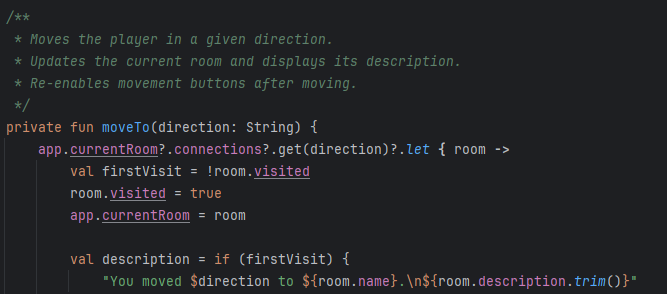 /**
 * Moves the player in a given direction.
 * Updates the current room and displays its description.
 * Re-enables movement buttons after moving.
 */
private fun moveTo(direction: String) {
    app.currentRoom?.connections?.get(direction)?.let { room ->
        val firstVisit = !room.visited
        room.visited = true
        app.currentRoom = room

        val description = if (firstVisit) {
            "You moved $direction to ${room.name}.\n${room.description.trim()}"